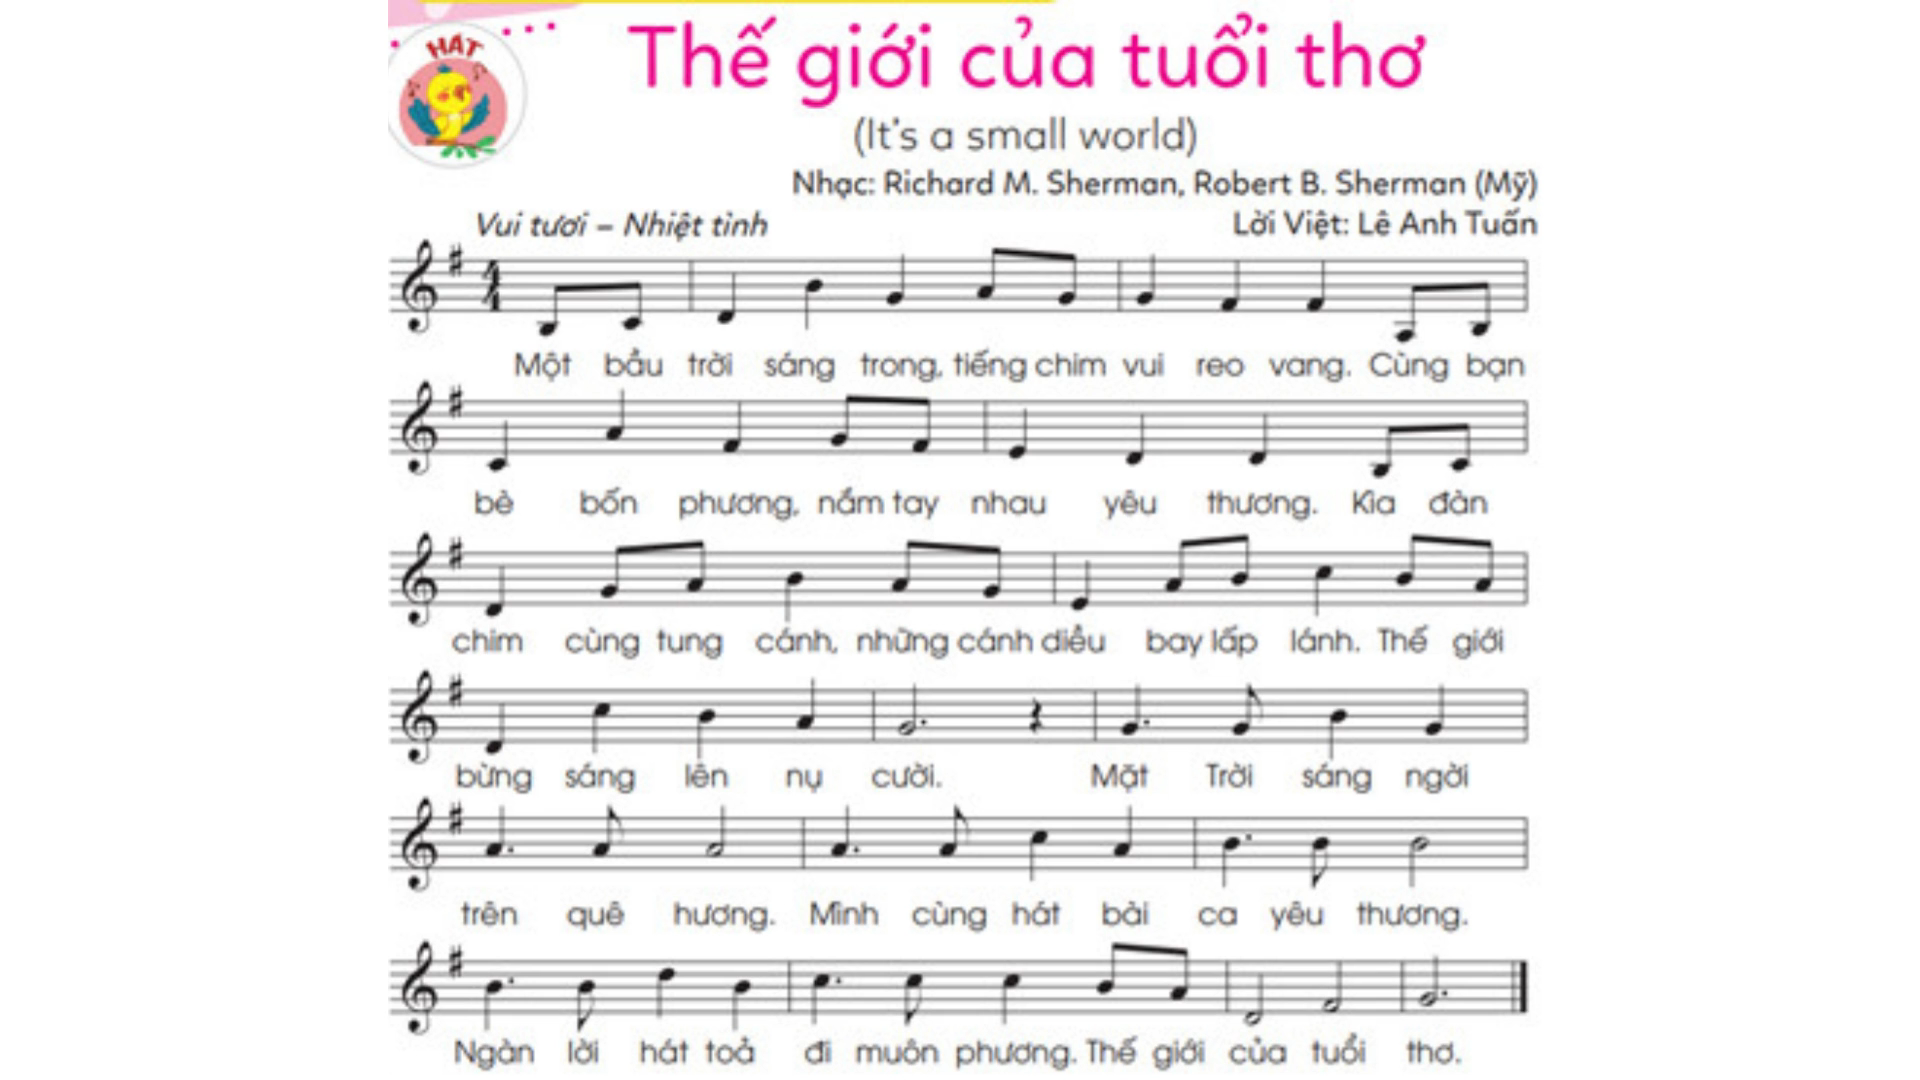 HÁT
Thế giới của tuổi thơ
(It's a small world)
Nhạc: Richard M. Sherman, Robert B. Sherman (Mỹ)
Vui tươi – Nhiệt tình
Lời Việt: Lê Anh Tuấn
4
4
Một bầu trời sáng trong, tiếng chim vui reo vang. Cùng bạn
bè bốn phương, nắm tay nhau yêu thương. Kìa đàn
chim cùng tung cánh, những cánh diều bay lấp lánh. Thế giới
bừng sáng lên nụ cười. Mặt Trời sáng ngời
trên quê hương. Mình cùng hát bài ca yêu thương.
Ngàn lời hát toả đi muôn phương. Thế giới của tuổi thơ.